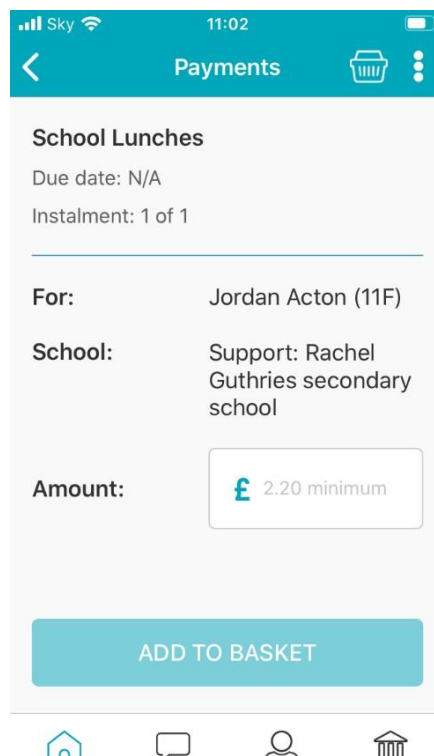 Sky 11:02
Payments
School Lunches
Due date: N/A
Instalment: 1 of 1
For: Jordan Acton (11F)
School: Support: Rachel
Guthries secondary
school
Amount: £ 2.20 minimum
ADD TO BASKET